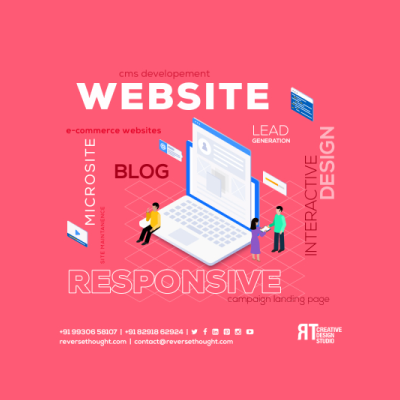 cms developement
WEBSITE
e-commerce websites
LEAD
GENERATION
BLOG
MICROSITE
SITE MAINTANENCE
INTERACTIVE
DESIGN
RESPONSIVE
campaign landing page
+91 99306 58107 | +91 82918 62924 |
reversethought.com | contact@reversethought.com
RT CREATIVE
DESIGN
STUDIO